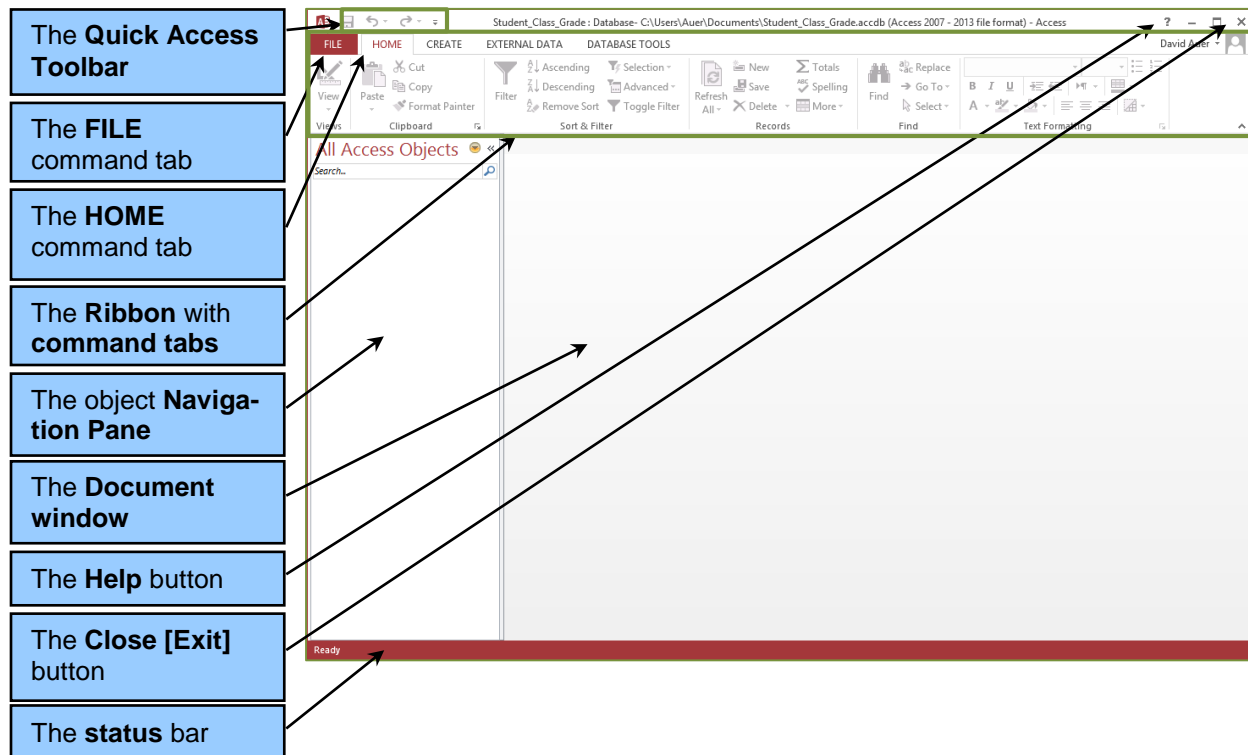 The Quick Access
Toolbar
The FILE
command tab
The HOME
command tab
The Ribbon with
command tabs
The object Naviga-
tion Pane
The Document
window
The Help button
The Close [Exit]
button
The status bar
Student_Class_Grade : Database- C:\Users\Auer\Documents\Student_Class_Grade.accdb (Access 2007 - 2013 file format) - Access
?
FILE HOME CREATE EXTERNAL DATA DATABASE TOOLS David Auer
Cut Ascending Selection New Totals Replace
Copy Descending Advanced Save Spelling Go To B I U
View Paste Format Painter Filter Remove Sort Toggle Filter Refresh All Delete More Find Select A
Views Clipboard Sort & Filter Records Find Text Formatting
All Access Objects «
Search..
Ready